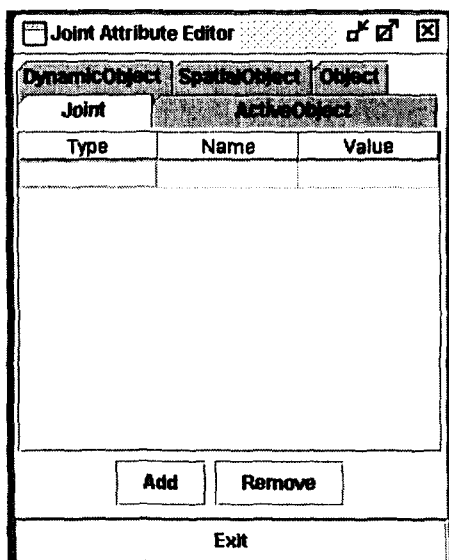 Joint Attribute Editor
DynamicObject SpatialObject Object
Joint ActiveObject
Type Name Value
Add Remove
Exit